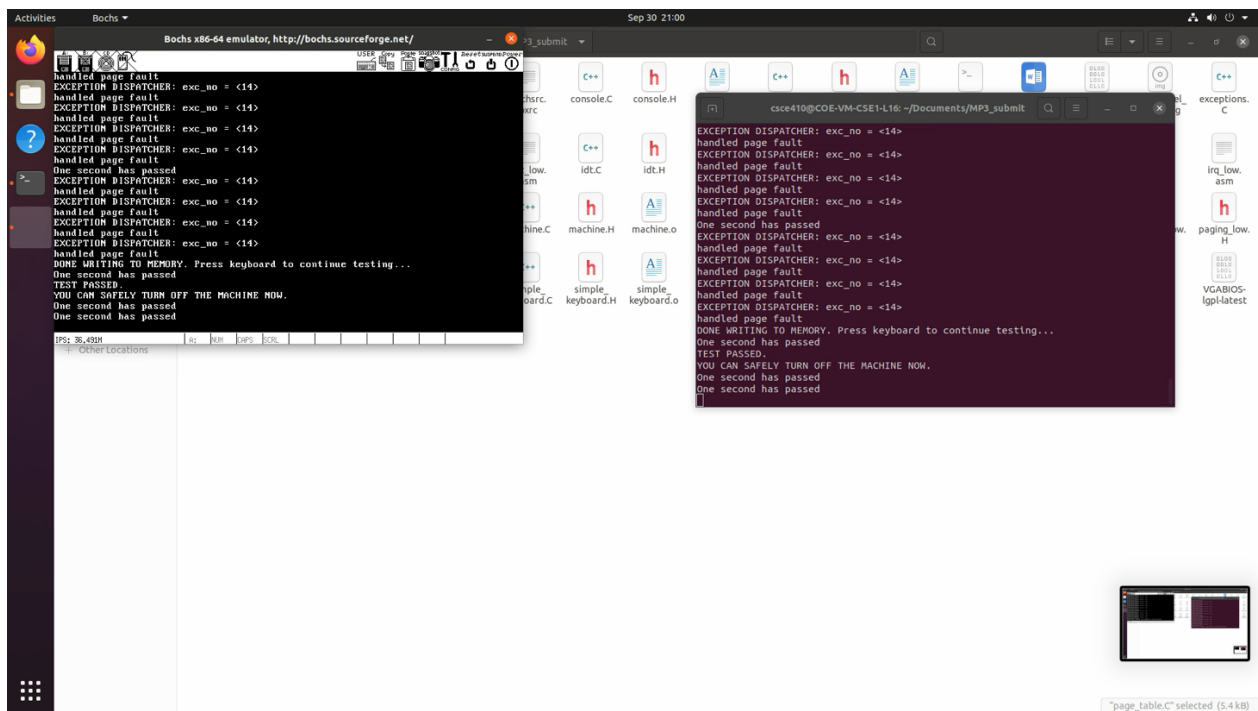 Activities
Bochs
Sep 30 21:00
Bochs x86-64 emulator, http://bochs.sourceforge.net/
USER Copy Paste snapshot Reset suspend Power
CONFIG
handled page fault
EXCEPTION DISPATCHER: exc_no = <14>
handled page fault
EXCEPTION DISPATCHER: exc_no = <14>
handled page fault
EXCEPTION DISPATCHER: exc_no = <14>
handled page fault
EXCEPTION DISPATCHER: exc_no = <14>
handled page fault
One second has passed
EXCEPTION DISPATCHER: exc_no = <14>
handled page fault
EXCEPTION DISPATCHER: exc_no = <14>
handled page fault
EXCEPTION DISPATCHER: exc_no = <14>
handled page fault
EXCEPTION DISPATCHER: exc_no = <14>
handled page fault
DONE WRITING TO MEMORY. Press keyboard to continue testing...
One second has passed
TEST PASSED.
YOU CAN SAFELY TURN OFF THE MACHINE NOW.
One second has passed
One second has passed
IPS: 36.491M
A:
NUM
CAPS
SCRL
+ Other Locations
P3_submit
console.C
console.H
exceptions.
C
idt.C
idt.H
irq_low.
asm
machine.H
machine.o
paging_low.
H
simple_
keyboard.H
simple_
keyboard.o
VGABIOS-
lgpl-latest
csce410@COE-VM-CSE1-L16: ~/Documents/MP3_submit
EXCEPTION DISPATCHER: exc_no = <14>
handled page fault
EXCEPTION DISPATCHER: exc_no = <14>
handled page fault
EXCEPTION DISPATCHER: exc_no = <14>
handled page fault
EXCEPTION DISPATCHER: exc_no = <14>
handled page fault
One second has passed
EXCEPTION DISPATCHER: exc_no = <14>
handled page fault
EXCEPTION DISPATCHER: exc_no = <14>
handled page fault
EXCEPTION DISPATCHER: exc_no = <14>
handled page fault
EXCEPTION DISPATCHER: exc_no = <14>
handled page fault
DONE WRITING TO MEMORY. Press keyboard to continue testing...
One second has passed
TEST PASSED.
YOU CAN SAFELY TURN OFF THE MACHINE NOW.
One second has passed
One second has passed
"page_table.C" selected (5.4 kB)